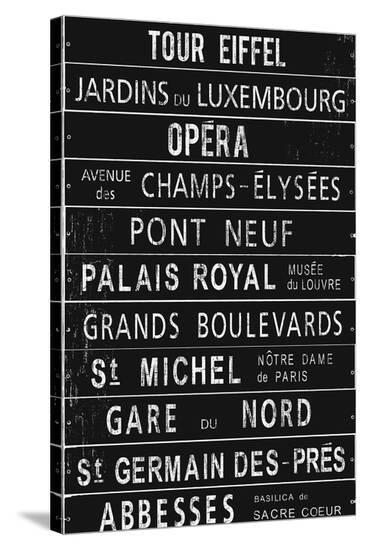 TOUR EIFFEL
JARDINS DU LUXEMBOURG
OPÉRA
AVENUE des CHAMPS-ÉLYSÉES
PONT NEUF
PALAIS ROYAL MUSÉE DU LOUVRE
GRANDS BOULEVARDS
St MICHEL NÔTRE DAME de PARIS
GARE DU NORD
St GERMAIN DES-PRÉS
ABBESSES BASILICA de SACRE COEUR